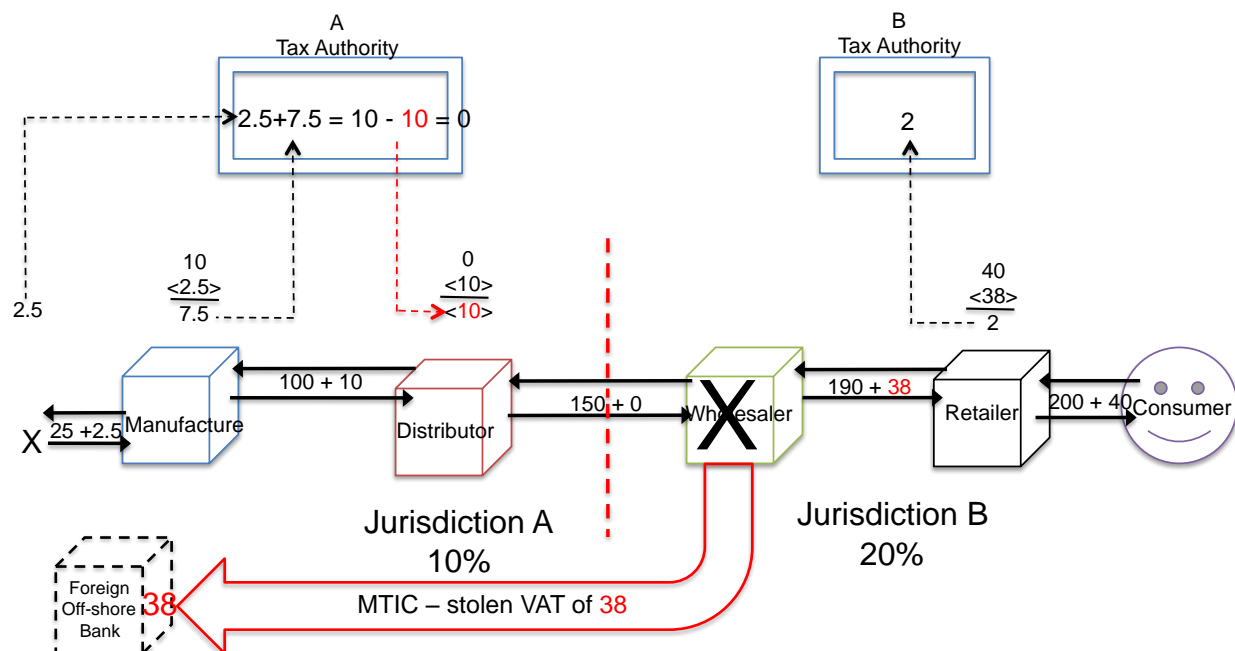 A
Tax Authority
B
Tax Authority
2.5+7.5 = 10 - 10 = 0
2
2.5
10
<2.5>
7.5
0
<10>
<10>
40
<38>
2
X
25 +2.5
Manufacture
100 + 10
Distributor
150 + 0
Wholesaler
X
190 + 38
Retailer
200 + 40
Consumer
Jurisdiction A
10%
Jurisdiction B
20%
Foreign
Off-shore
Bank
38
MTIC – stolen VAT of 38